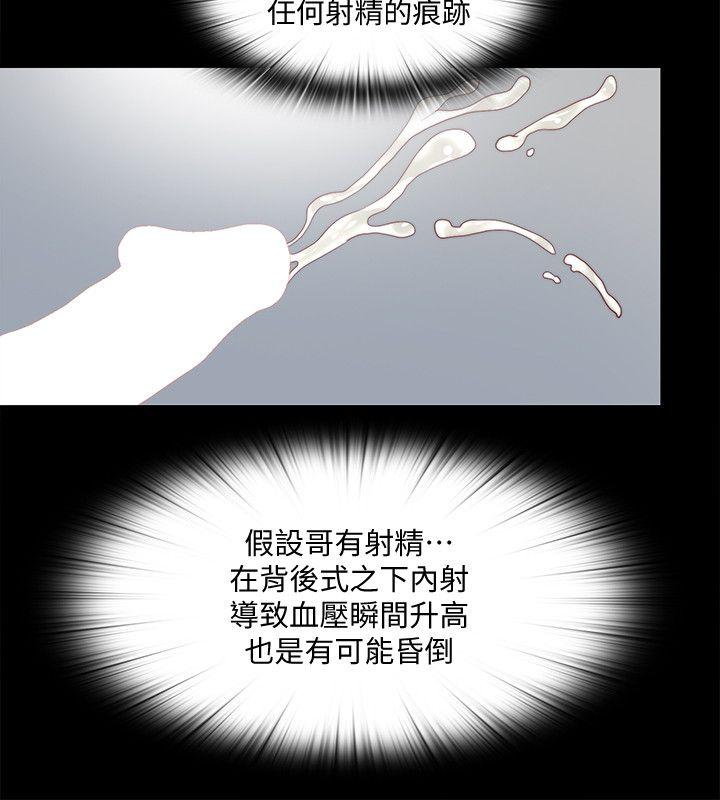 任何射精的痕跡
假設哥有射精…
在背後式之下內射
導致血壓瞬間升高
也是有可能昏倒